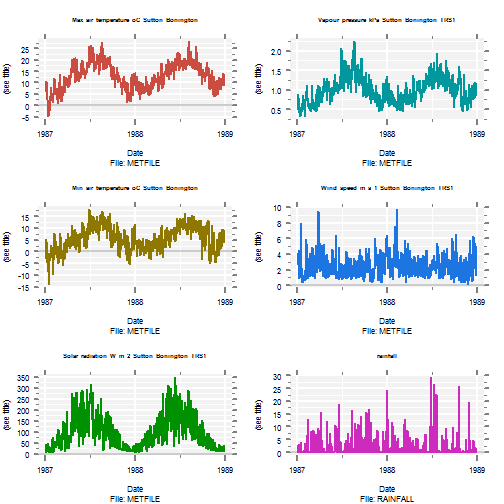 Max air temperature oC Sutton Bonington
(see title)
25
20
15
10
5
0
-5
1987
1988
1989
Date
File: METFILE
Vapour pressure kPa Sutton Bonington TRS1
(see title)
2.0
1.5
1.0
0.5
1987
1988
1989
Date
File: METFILE
Min air temperature oC Sutton Bonington
(see title)
15
10
5
0
-5
-10
-15
1987
1988
1989
Date
File: METFILE
Wind speed m s 1 Sutton Bonington TRS1
(see title)
10
8
6
4
2
0
1987
1988
1989
Date
File: METFILE
Solar radiation W m 2 Sutton Bonington TRS1
(see title)
350
300
250
200
150
100
50
0
1987
1988
1989
Date
File: METFILE
rainfall
(see title)
30
25
20
15
10
5
0
1987
1988
1989
Date
File: RAINFALL